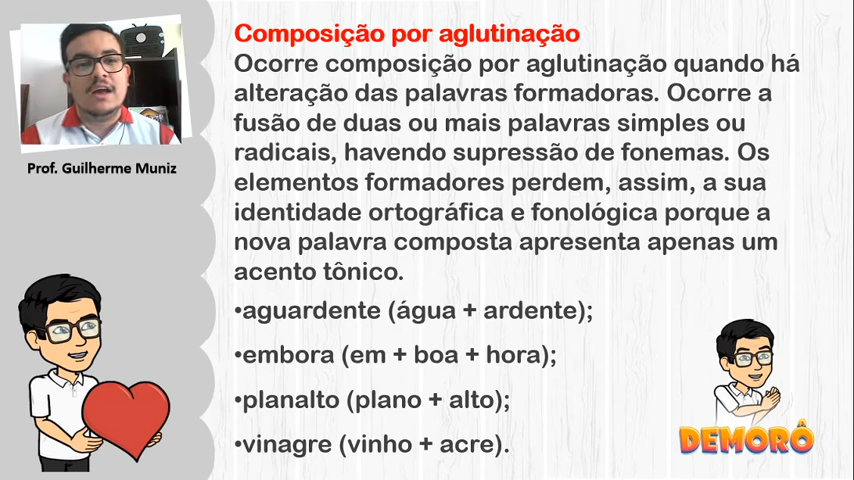 Composição por aglutinação
Ocorre composição por aglutinação quando há
alteração das palavras formadoras. Ocorre a
fusão de duas ou mais palavras simples ou
radicais, havendo supressão de fonemas. Os
elementos formadores perdem, assim, a sua
identidade ortográfica e fonológica porque a
nova palavra composta apresenta apenas um
acento tônico.
•aguardente (água + ardente);
•embora (em + boa + hora);
•planalto (plano + alto);
•vinagre (vinho + acre).
Prof. Guilherme Muniz
DEMORÔ